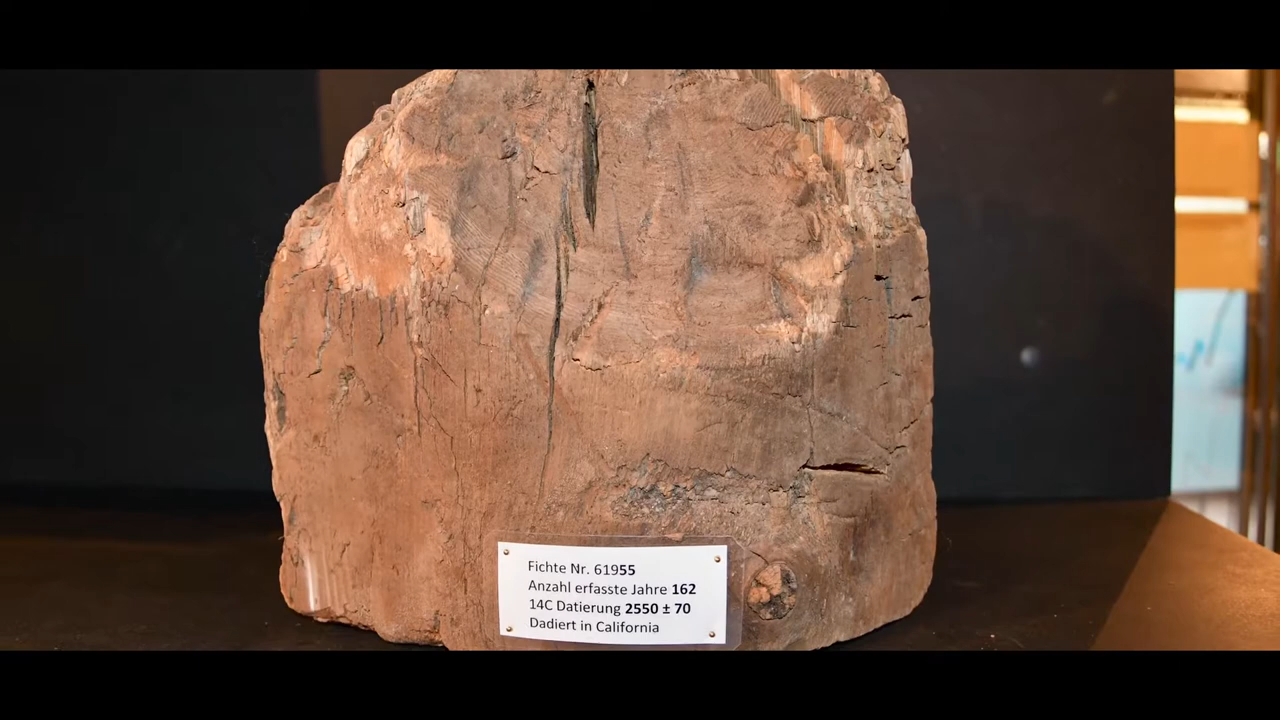 Fichte Nr. 61955
Anzahl erfasste Jahre 162
14C Datierung 2550 ± 70
Dadiert in California